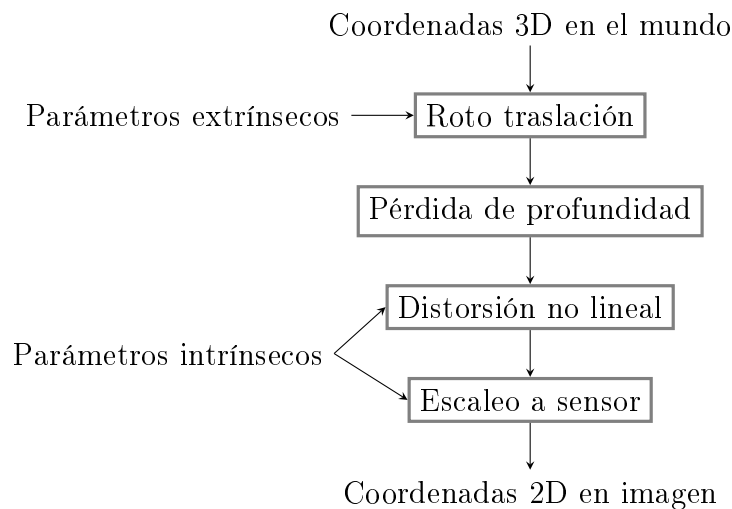 Coordenadas 3D en el mundo
Parámetros extrínsecos
Roto traslación
Pérdida de profundidad
Distorsión no lineal
Parámetros intrínsecos
Escaleo a sensor
Coordenadas 2D en imagen